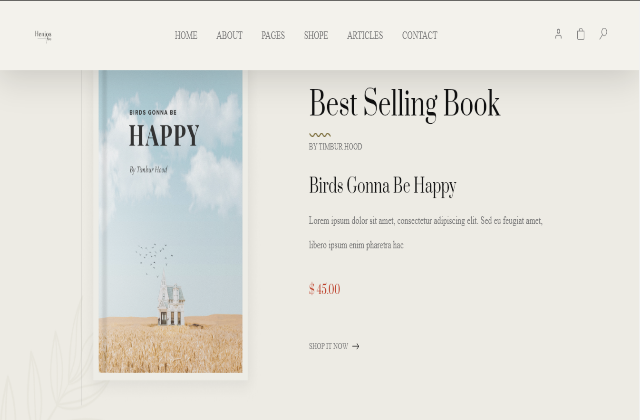 HOME ABOUT PAGES SHOPE ARTICLES CONTACT
BIRDS GONNA BE
HAPPY
By Timbur Hood
Best Selling Book
BY TIMBUR HOOD
Birds Gonna Be Happy
Lorem ipsum dolor sit amet, consectetur adipiscing elit. Sed eu feugiat amet,
libero ipsum enim pharetra hac
$ 45.00
SHOP IT NOW